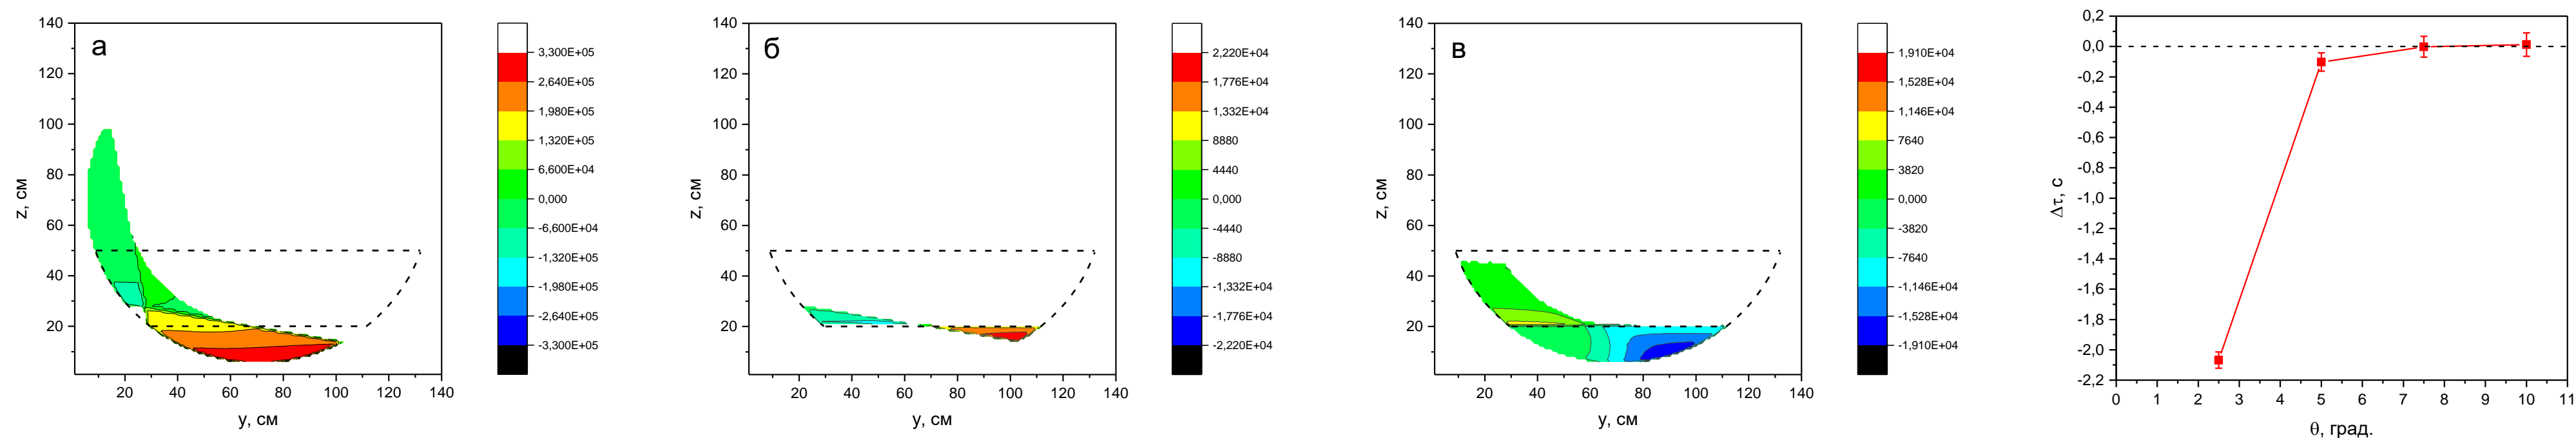 а
140
120
100
80
60
40
20
z, см
20 40 60 80 100 120 140
y, см
3,300E+05
2,640E+05
1,980E+05
1,320E+05
6,600E+04
0,000
-6,600E+04
-1,320E+05
-1,980E+05
-2,640E+05
-3,300E+05
б
140
120
100
80
60
40
20
z, см
20 40 60 80 100 120 140
y, см
2,220E+04
1,776E+04
1,332E+04
8880
4440
0,000
-4440
-8880
-1,332E+04
-1,776E+04
-2,220E+04
в
140
120
100
80
60
40
20
z, см
20 40 60 80 100 120 140
y, см
1,910E+04
1,528E+04
1,146E+04
7640
3820
0,000
-3820
-7640
-1,146E+04
-1,528E+04
-1,910E+04
0,2
0,0
-0,2
-0,4
-0,6
-0,8
-1,0
-1,2
-1,4
-1,6
-1,8
-2,0
-2,2
Δτ, с
0 1 2 3 4 5 6 7 8 9 10 11
θ, град.